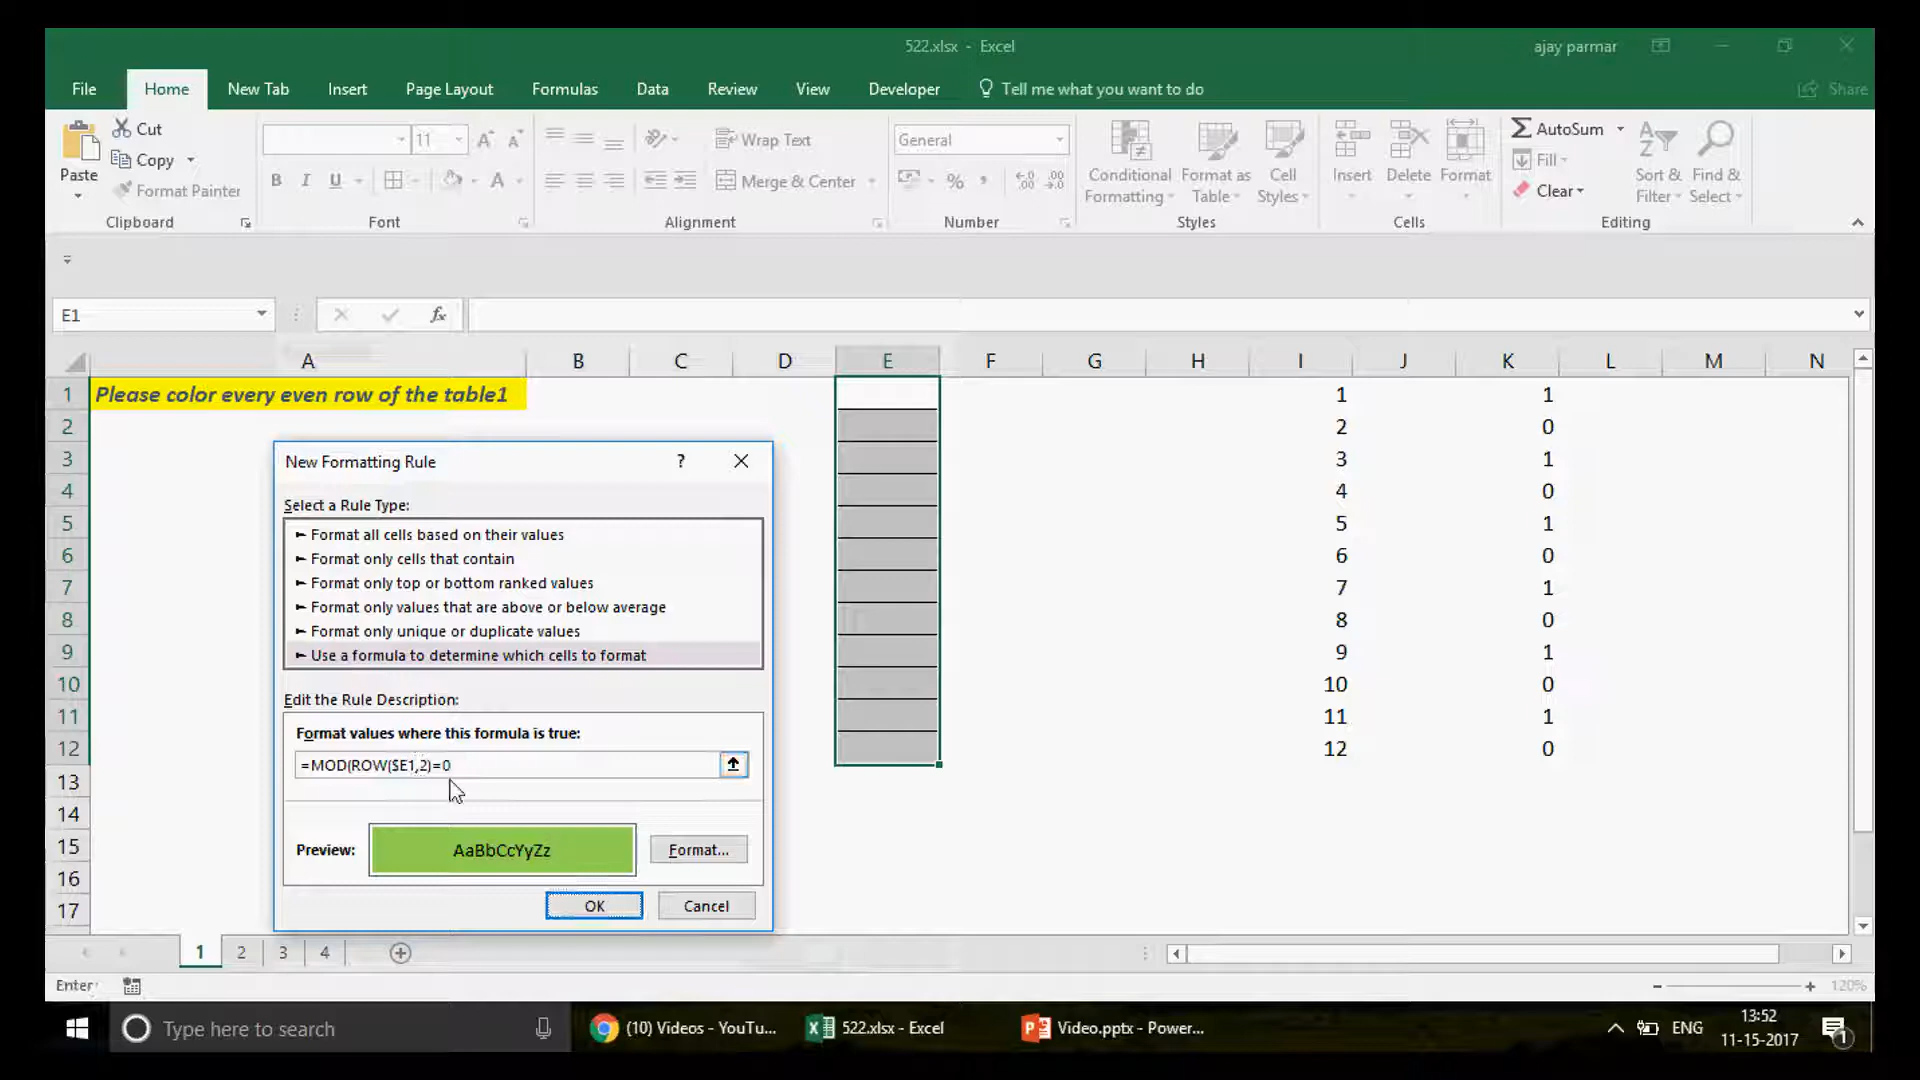 522.xlsx - Excel
ajay parmar
File Home New Tab Insert Page Layout Formulas Data Review View Developer Tell me what you want to do Share
Paste
Cut
Copy
Format Painter
Clipboard
11
A A
B I U A
Font
Wrap Text
Merge & Center
Alignment
General
% ,
Number
Conditional Formatting
Format as Table
Cell Styles
Styles
Insert Delete Format
Cells
AutoSum
Fill
Clear
Sort & Filter
Find & Select
Editing
E1
fx
A B C D E F G H I J K L M N
1 Please color every even row of the table1 1 1
2 2 0
3 3 1
4 4 0
5 5 1
6 6 0
7 7 1
8 8 0
9 9 1
10 10 0
11 11 1
12 12 0
13
14
15
16
17
New Formatting Rule ?
Select a Rule Type:
Format all cells based on their values
Format only cells that contain
Format only top or bottom ranked values
Format only values that are above or below average
Format only unique or duplicate values
Use a formula to determine which cells to format
Edit the Rule Description:
Format values where this formula is true:
=MOD(ROW($E1,2)=0
Preview: AaBbCcYyZz Format...
OK Cancel
1 2 3 4
Enter
120%
Type here to search
(10) Videos - YouTu...
522.xlsx - Excel
Video.pptx - Power...
ENG
13:52
11-15-2017
1